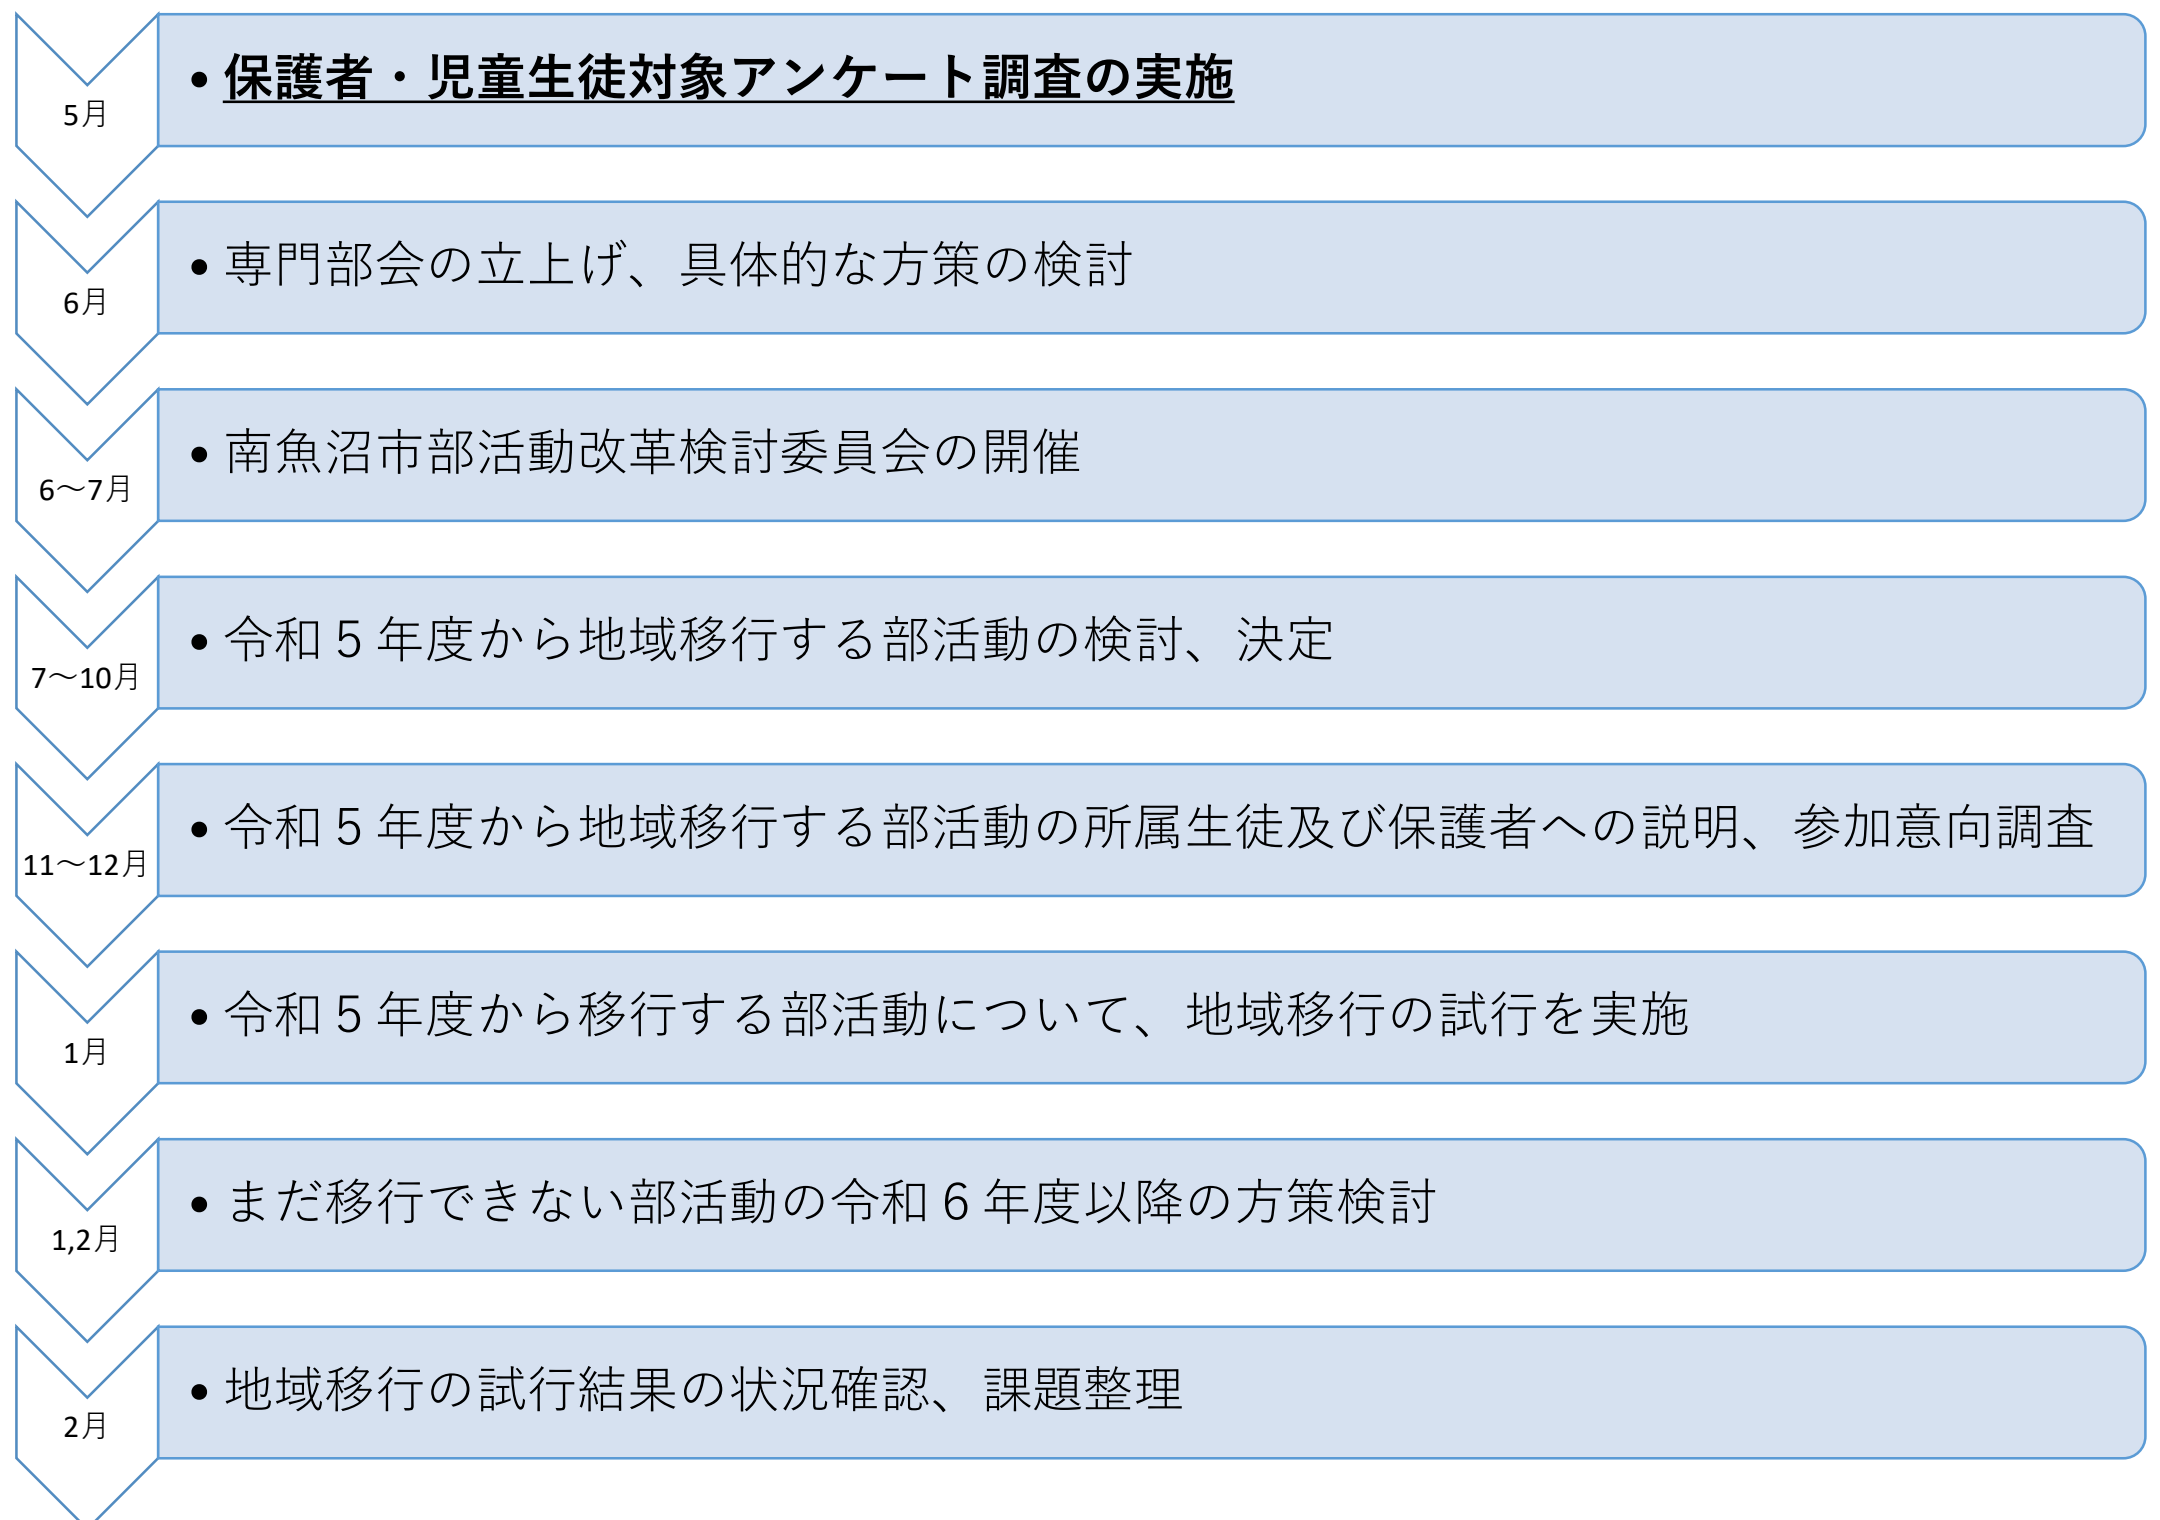 5月
• 保護者・児童生徒対象アンケート調査の実施
6月
• 専門部会の立上げ、具体的な方策の検討
6～7月
• 南魚沼市部活動改革検討委員会の開催
7～10月
• 令和５年度から地域移行する部活動の検討、決定
11～12月
• 令和５年度から地域移行する部活動の所属生徒及び保護者への説明、参加意向調査
1月
• 令和５年度から移行する部活動について、地域移行の試行を実施
1,2月
• まだ移行できない部活動の令和６年度以降の方策検討
2月
• 地域移行の試行結果の状況確認、課題整理